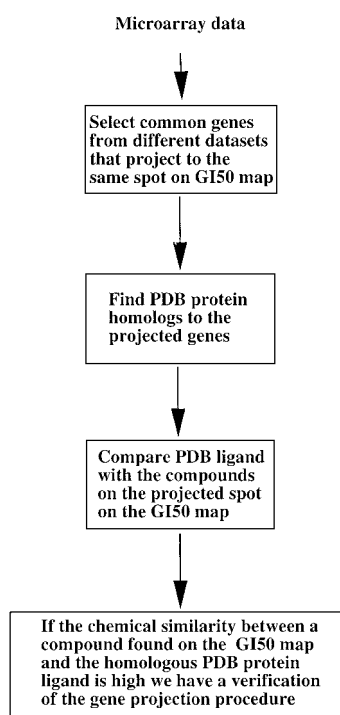 Microarray data
Select common genes
from different datasets
that project to the
same spot on GI50 map
Find PDB protein
homologs to the
projected genes
Compare PDB ligand
with the compounds
on the projected spot
on the GI50 map
If the chemical similarity between a
compound found on the GI50 map
and the homologous PDB protein
ligand is high we have a verification
of the gene projection procedure